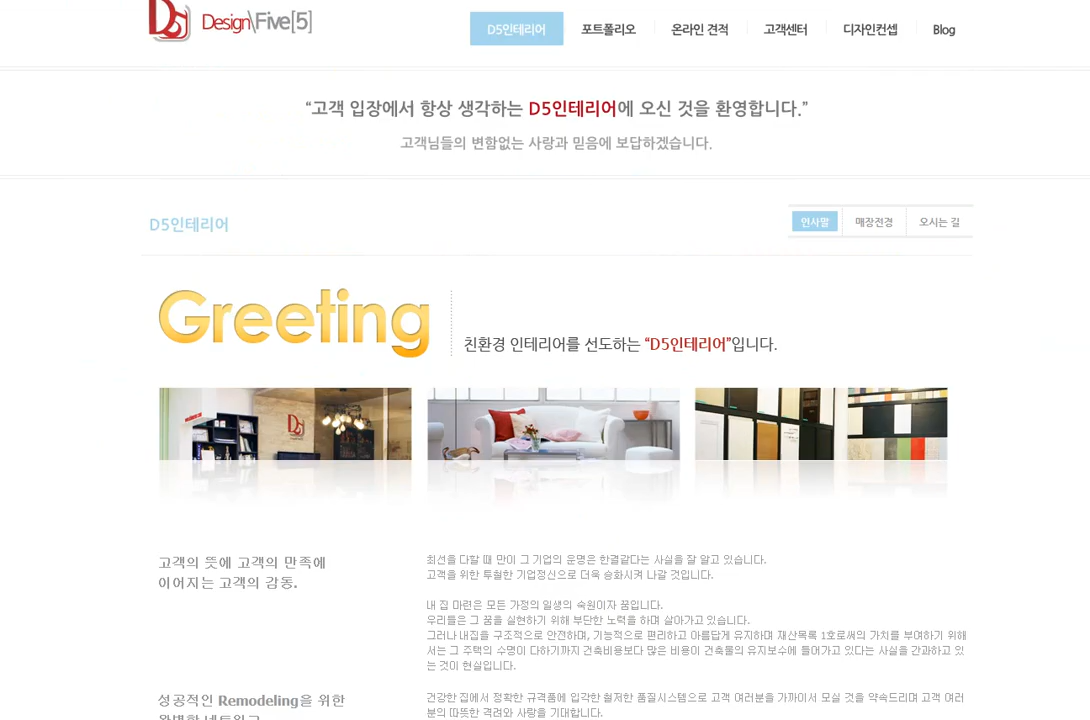 D5 Design\Five[5]
D5인테리어 포트폴리오 온라인 견적 고객센터 디자인컨셉 Blog
“고객 입장에서 항상 생각하는 D5인테리어에 오신 것을 환영합니다.”
고객님들의 변함없는 사랑과 믿음에 보답하겠습니다.
D5인테리어
인사말 매장전경 오시는 길
Greeting
친환경 인테리어를 선도하는 “D5인테리어”입니다.
D5
고객의 뜻에 고객의 만족에
이어지는 고객의 감동.
최선을 다할 때 만이 그 기업의 운명은 한결같다는 사실을 잘 알고 있습니다.
고객을 위한 투철한 기업정신으로 더욱 승화시켜 나갈 것입니다.
내 집 마련은 모든 가정의 일생의 숙원이자 꿈입니다.
우리들은 그 꿈을 실현하기 위해 부단한 노력을 하며 살아가고 있습니다.
그러나 내집을 구조적으로 안전하며, 기능적으로 편리하고 아름답게 유지하며 재산목록 1호로써의 가치를 부여하기 위해
서는 그 주택의 수명이 다하기까지 건축비용보다 많은 비용이 건축물의 유지보수에 들어가고 있다는 사실을 간과하고 있
는 것이 현실입니다.
성공적인 Remodeling을 위한
완벽한 네트워크
건강한 집에서 정확한 규격품에 입각한 철저한 품질시스템으로 고객 여러분을 가까이서 모실 것을 약속드리며 고객 여러
분의 따뜻한 격려와 사랑을 기대합니다.